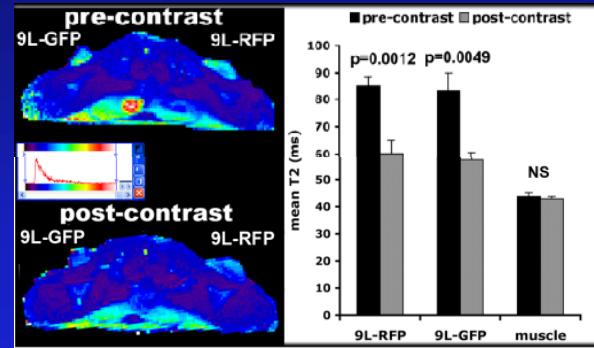 pre-contrast
9L-GFP 9L-RFP
post-contrast
9L-GFP 9L-RFP
pre-contrast post-contrast
mean T2 (ms)
100
90
80
70
60
50
40
30
20
10
0
p=0.0012 p=0.0049
NS
9L-RFP 9L-GFP muscle